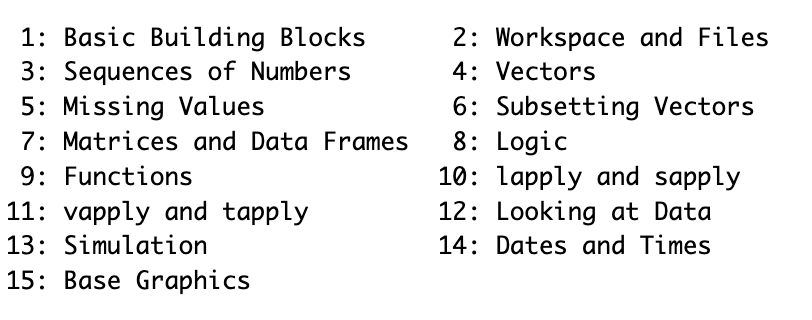 1: Basic Building Blocks 2: Workspace and Files
3: Sequences of Numbers 4: Vectors
5: Missing Values 6: Subsetting Vectors
7: Matrices and Data Frames 8: Logic
9: Functions 10: lapply and sapply
11: vapply and tapply 12: Looking at Data
13: Simulation 14: Dates and Times
15: Base Graphics